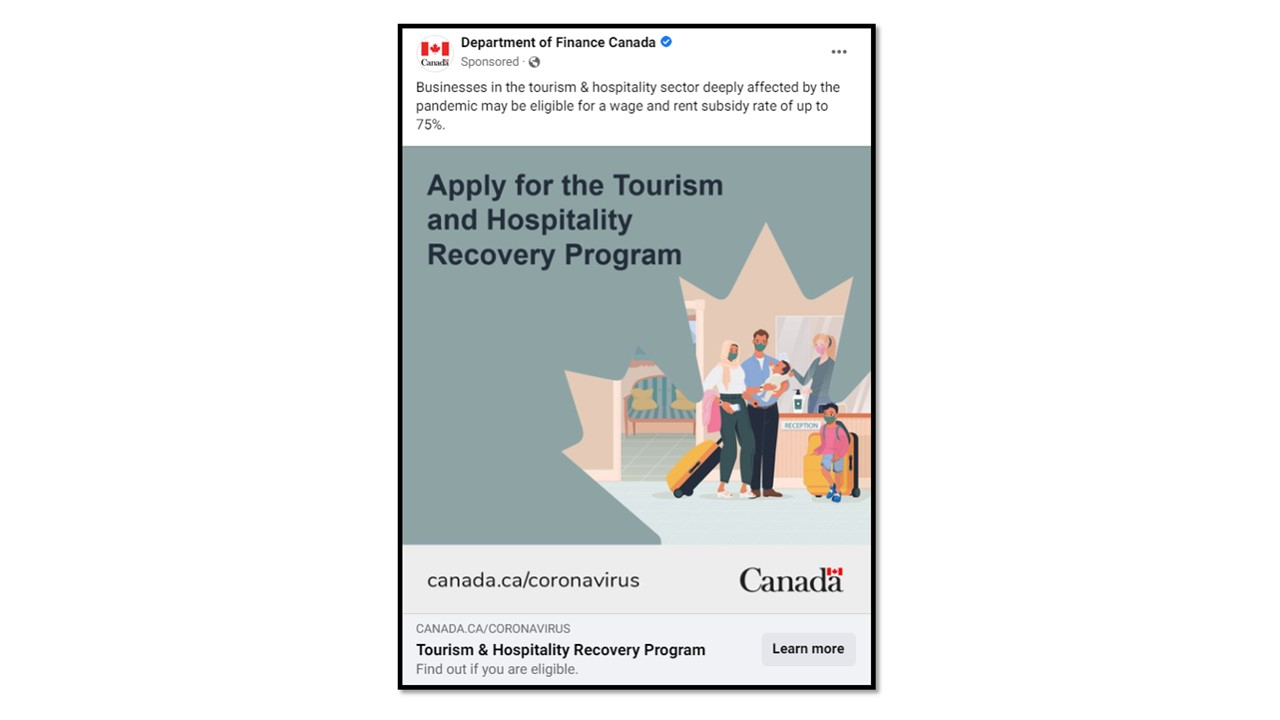 Canada
Department of Finance Canada
Sponsored ·
Businesses in the tourism & hospitality sector deeply affected by the
pandemic may be eligible for a wage and rent subsidy rate of up to
75%.
Apply for the Tourism
and Hospitality
Recovery Program
RECEPTION
canada.ca/coronavirus
Canada
CANADA.CA/CORONAVIRUS
Tourism & Hospitality Recovery Program
Learn more
Find out if you are eligible.